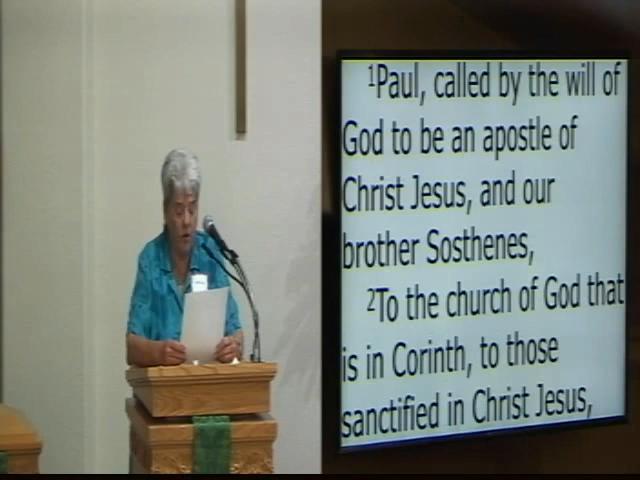 1Paul, called by the will of
God to be an apostle of
Christ Jesus, and our
brother Sosthenes,
2To the church of God that
is in Corinth, to those
sanctified in Christ Jesus,